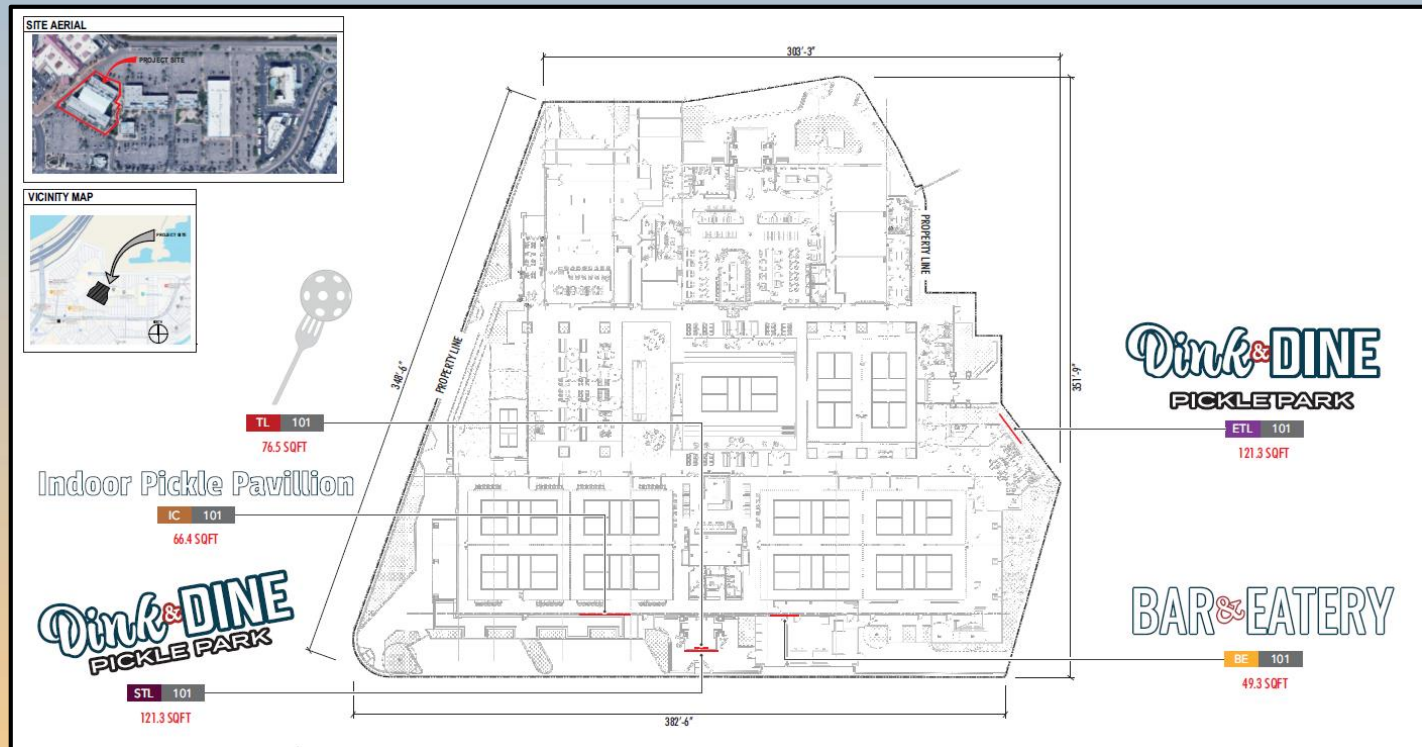 SITE AERIAL
PROJECT SITE
VICINITY MAP
PROJECT SITE
303'-3"
348'-6"
PROPERTY LINE
PROPERTY LINE
351'-9"
382'-6"
TL 101
76.5 SQFT
Indoor Pickle Pavillion
IC 101
66.4 SQFT
Dink & DINE
PICKLE PARK
STL 101
121.3 SQFT
Dink & DINE
PICKLE PARK
ETL 101
121.3 SQFT
BAR & EATERY
BE 101
49.3 SQFT